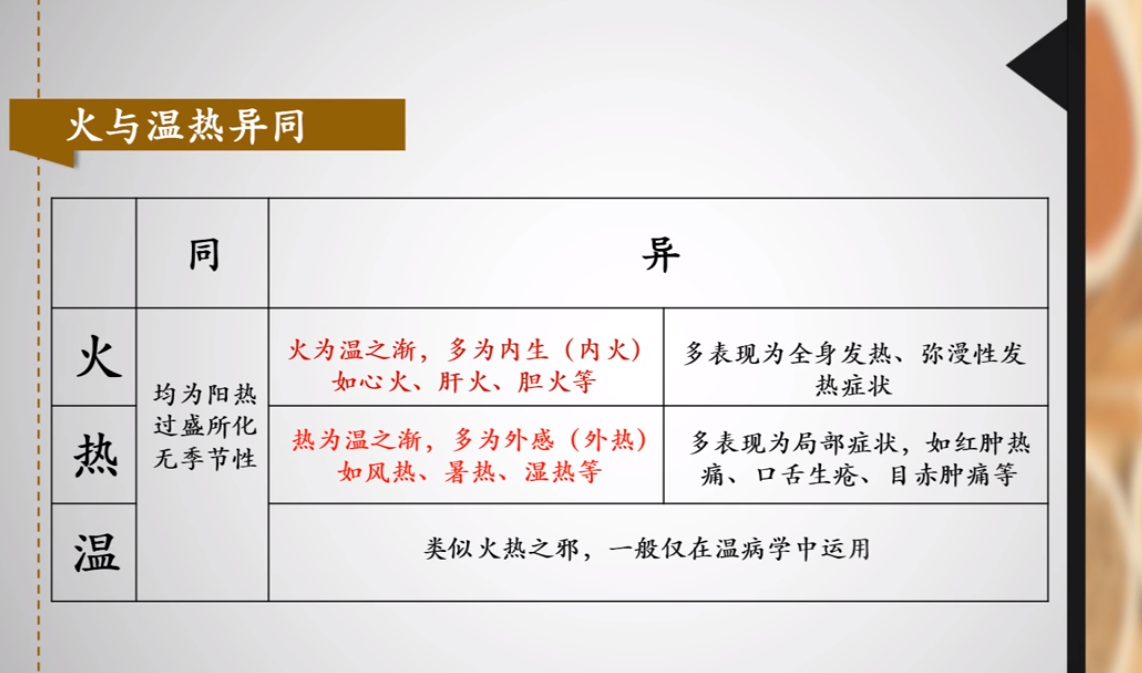 火与温热异同
同
异
火
均为阳热
过盛所化
无季节性
火为温之渐，多为内生（内火）
如心火、肝火、胆火等
多表现为全身发热、弥漫性发
热症状
热
热为温之渐，多为外感（外热）
如风热、暑热、湿热等
多表现为局部症状，如红肿热
痛、口舌生疮、目赤肿痛等
温
类似火热之邪，一般仅在温病学中运用